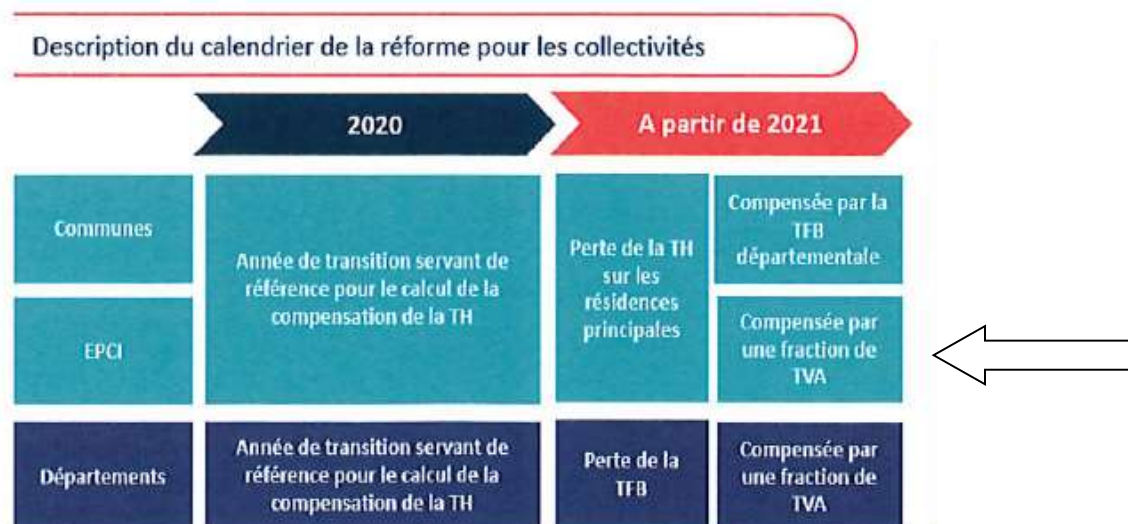 Description du calendrier de la réforme pour les collectivités
2020
A partir de 2021
Communes
EPCI
Année de transition servant de
référence pour le calcul de la
compensation de la TH
Perte de la TH
sur les
résidences
principales
Compensée par la
TFB
départementale
Compensée par
une fraction de
TVA
Départements
Année de transition servant de
référence pour le calcul de la
compensation de la TH
Perte de la
TFB
Compensée par
une fraction de
TVA